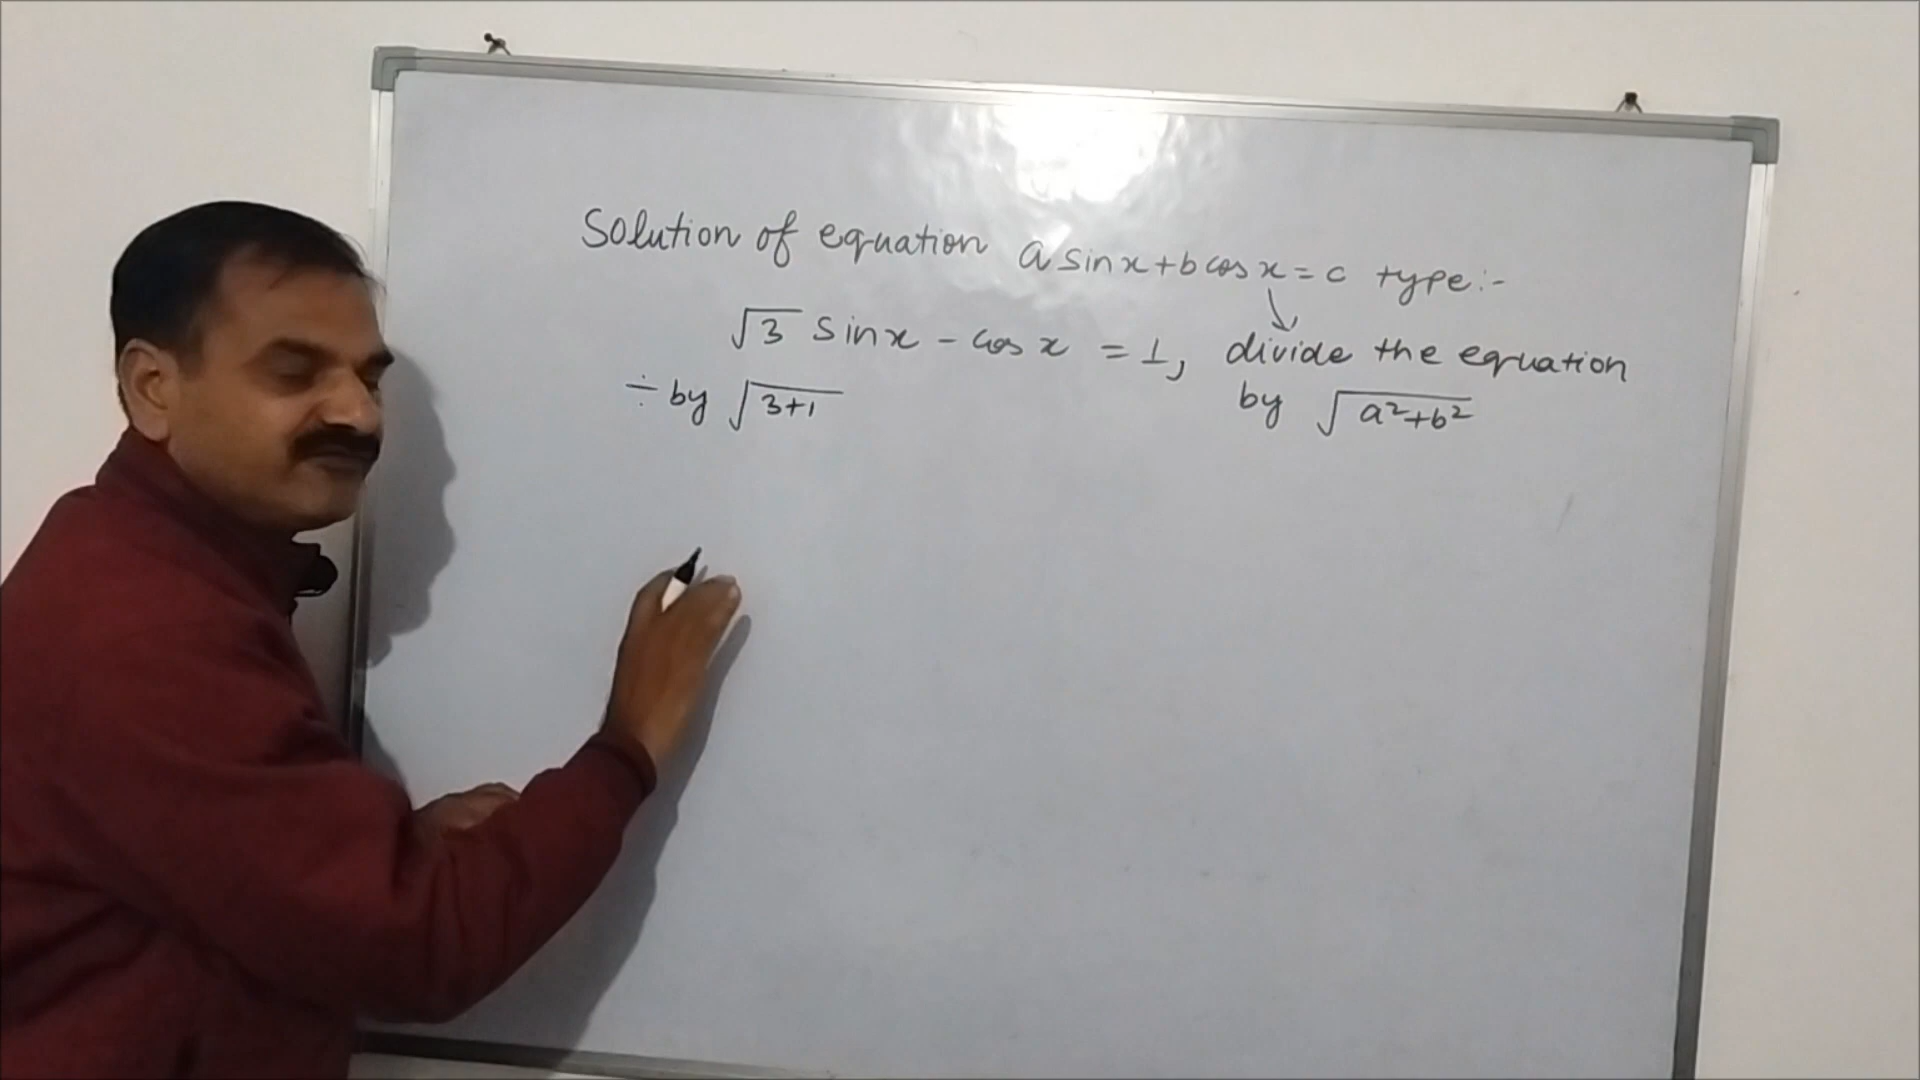 Solution of equation a sin x + b cos x = c type :-
√3 sin x - cos x = 1, divide the equation
÷ by √3+1 by √a²+b²